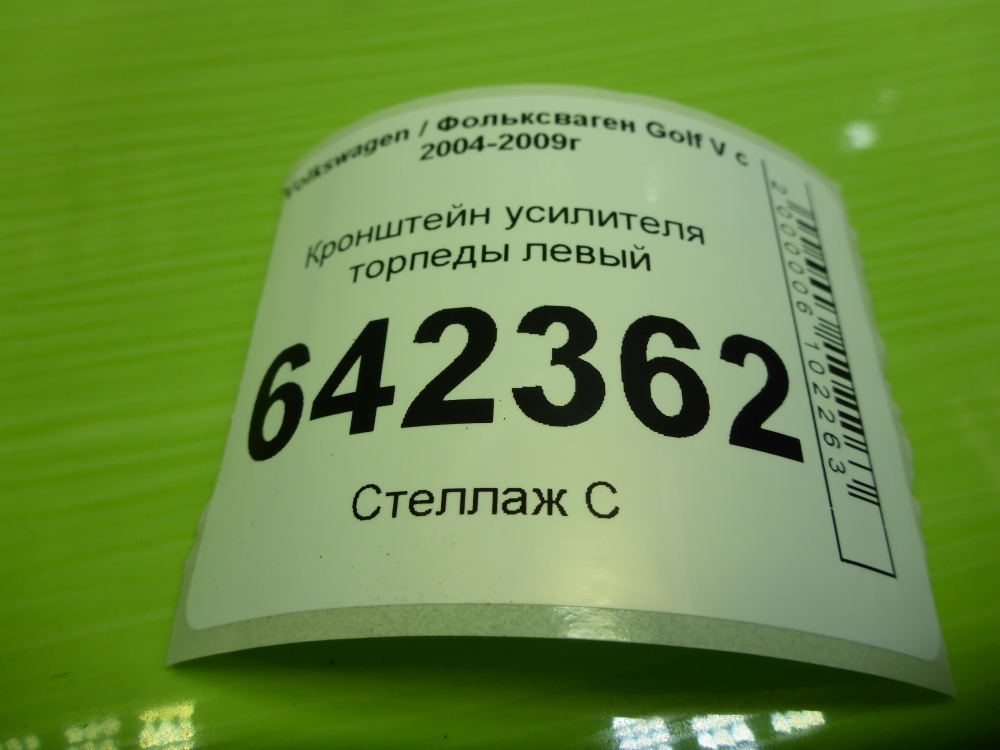 Volkswagen / Фольксваген Golf V с
2004-2009г
Кронштейн усилителя
торпеды левый
642362
Стеллаж С
2000006102263